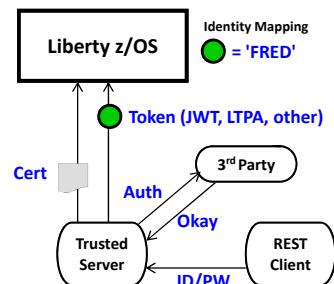 Liberty z/OS
Identity Mapping
= 'FRED'
Token (JWT, LTPA, other)
Cert
3rd Party
Auth
Okay
Trusted
Server
REST
Client
ID/PW